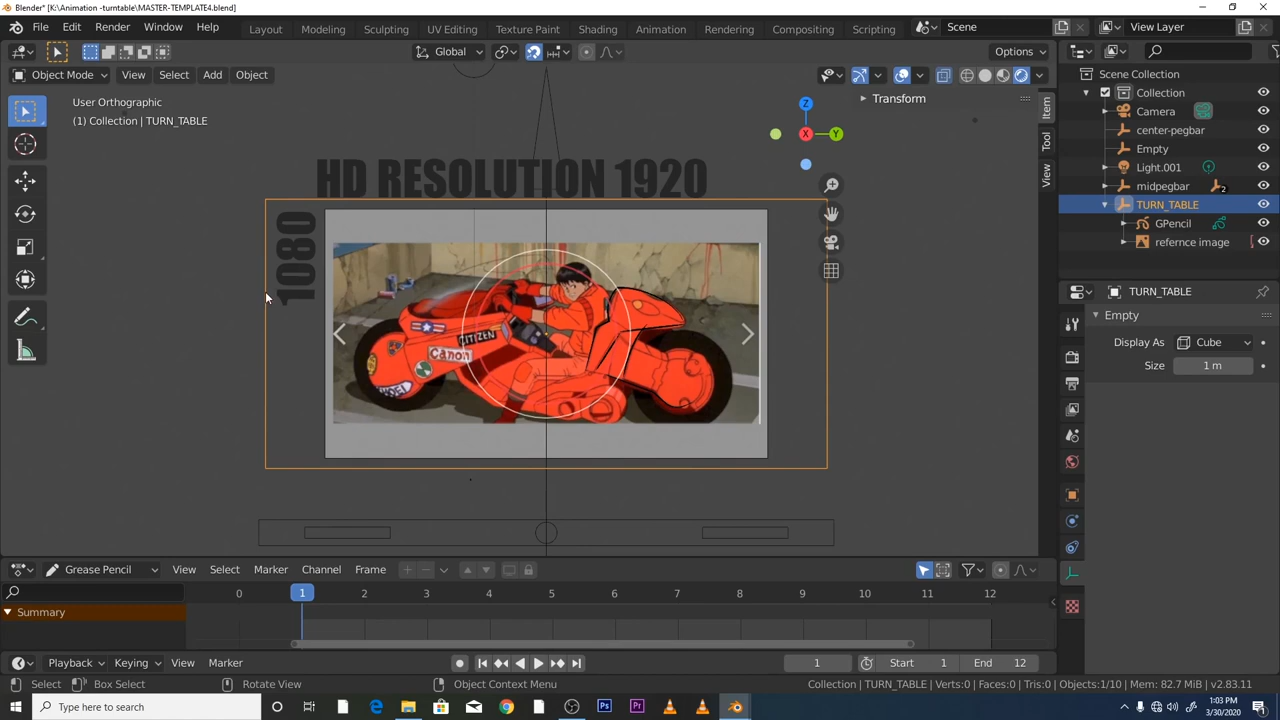 Blender* [K:\Animation -turntable\MASTER-TEMPLATE4.blend]
File Edit Render Window Help Layout Modeling Sculpting UV Editing Texture Paint Shading Animation Rendering Compositing Scripting Scene View Layer
Global Options
Object Mode View Select Add Object
User Orthographic
(1) Collection | TURN_TABLE
Transform
Item
Tool
View
Z
X
Y
HD RESOLUTION 1920
1080
CITIZEN
Canon
Scene Collection
Collection
Camera
center-pegbar
Empty
Light.001
midpegbar 2
TURN_TABLE
GPencil
refernce image
TURN_TABLE
Empty
Display As Cube
Size 1 m
Grease Pencil View Select Marker Channel Frame
0 1 2 3 4 5 6 7 8 9 10 11 12
Summary
Playback Keying View Marker 1 Start 1 End 12
Select Box Select Rotate View Object Context Menu Collection | TURN_TABLE | Verts:0 | Faces:0 | Tris:0 | Objects:1/10 | Mem: 82.7 MiB | v2.83.11
Type here to search
1:03 PM
3/30/2020